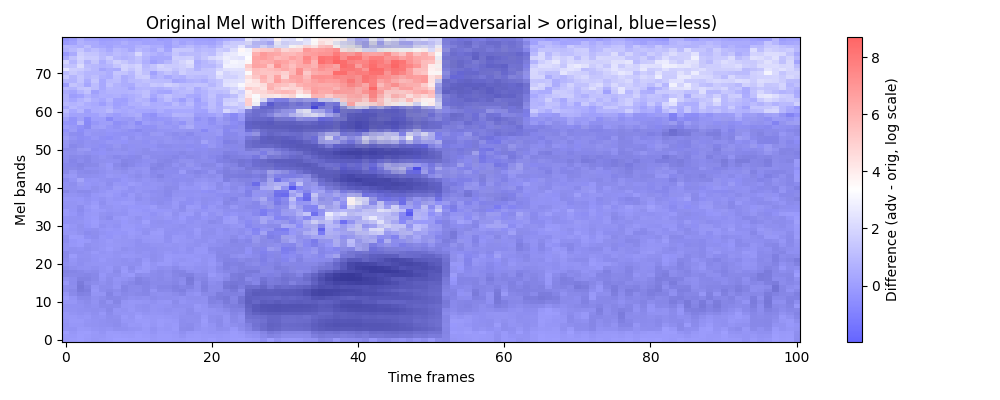 Original Mel with Differences (red=adversarial > original, blue=less)
Mel bands
70
60
50
40
30
20
10
0
0 20 40 60 80 100
Time frames
8
6
4
2
0
Difference (adv - orig, log scale)